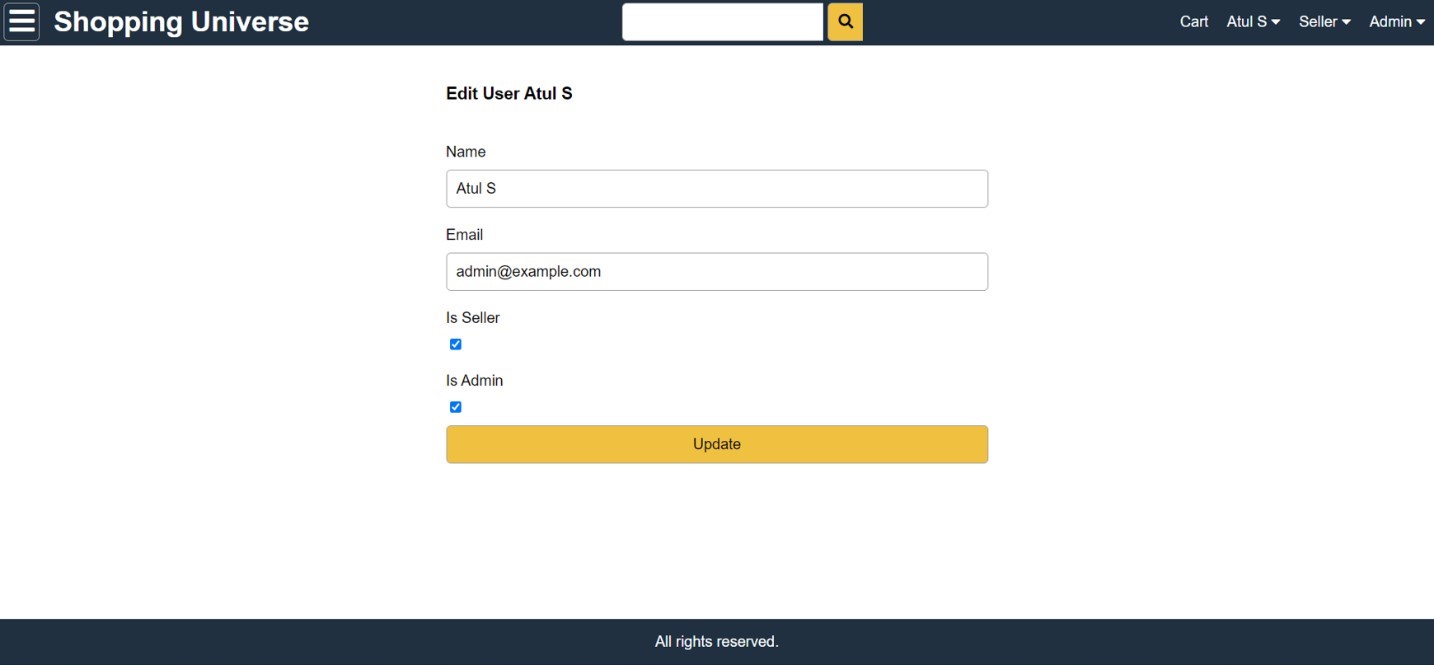 Shopping Universe
Cart Atul S Seller Admin
Edit User Atul S
Name
Atul S
Email
admin@example.com
Is Seller
Is Admin
Update
All rights reserved.